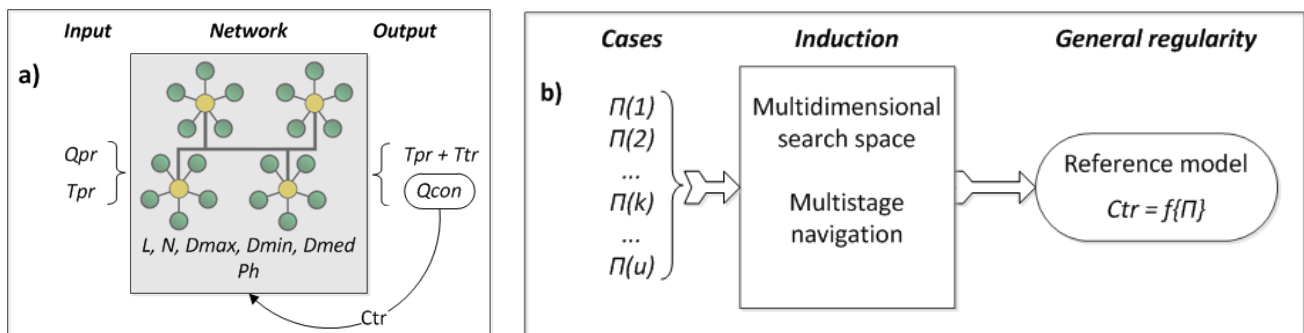 Input Network Output
a)
Qpr
Tpr
Tpr + Ttr
Qcon
L, N, Dmax, Dmin, Dmed
Ph
Ctr
Cases Induction General regularity
b)
Π(1)
Π(2)
...
Π(k)
...
Π(u)
Multidimensional
search space
Multistage
navigation
Reference model
Ctr = f{Π}